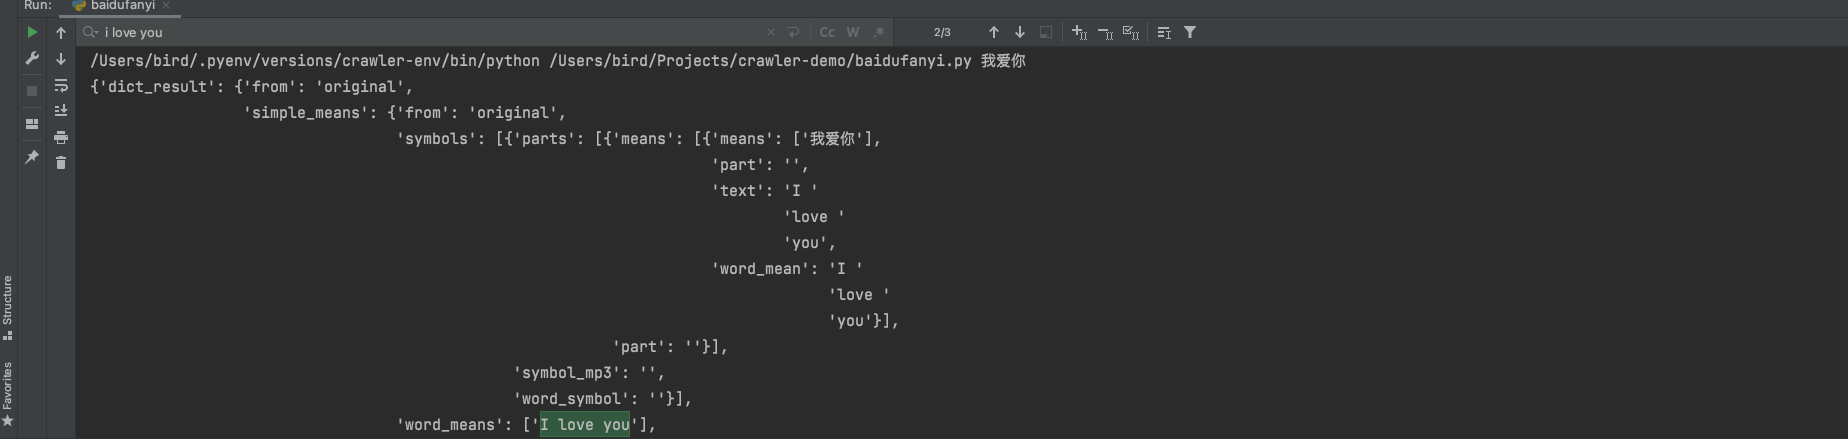 Run: baidufanyi
i love you Cc W .* 2/3
/Users/bird/.pyenv/versions/crawler-env/bin/python /Users/bird/Projects/crawler-demo/baidufanyi.py 我爱你
{'dict_result': {'from': 'original',
'simple_means': {'from': 'original',
'symbols': [{'parts': [{'means': [{'means': ['我爱你'],
'part': '',
'text': 'I '
'love '
'you',
'word_mean': 'I '
'love '
'you'}],
'part': ''}],
'symbol_mp3': '',
'word_symbol': ''}],
'word_means': ['I love you'],
Structure
Favorites